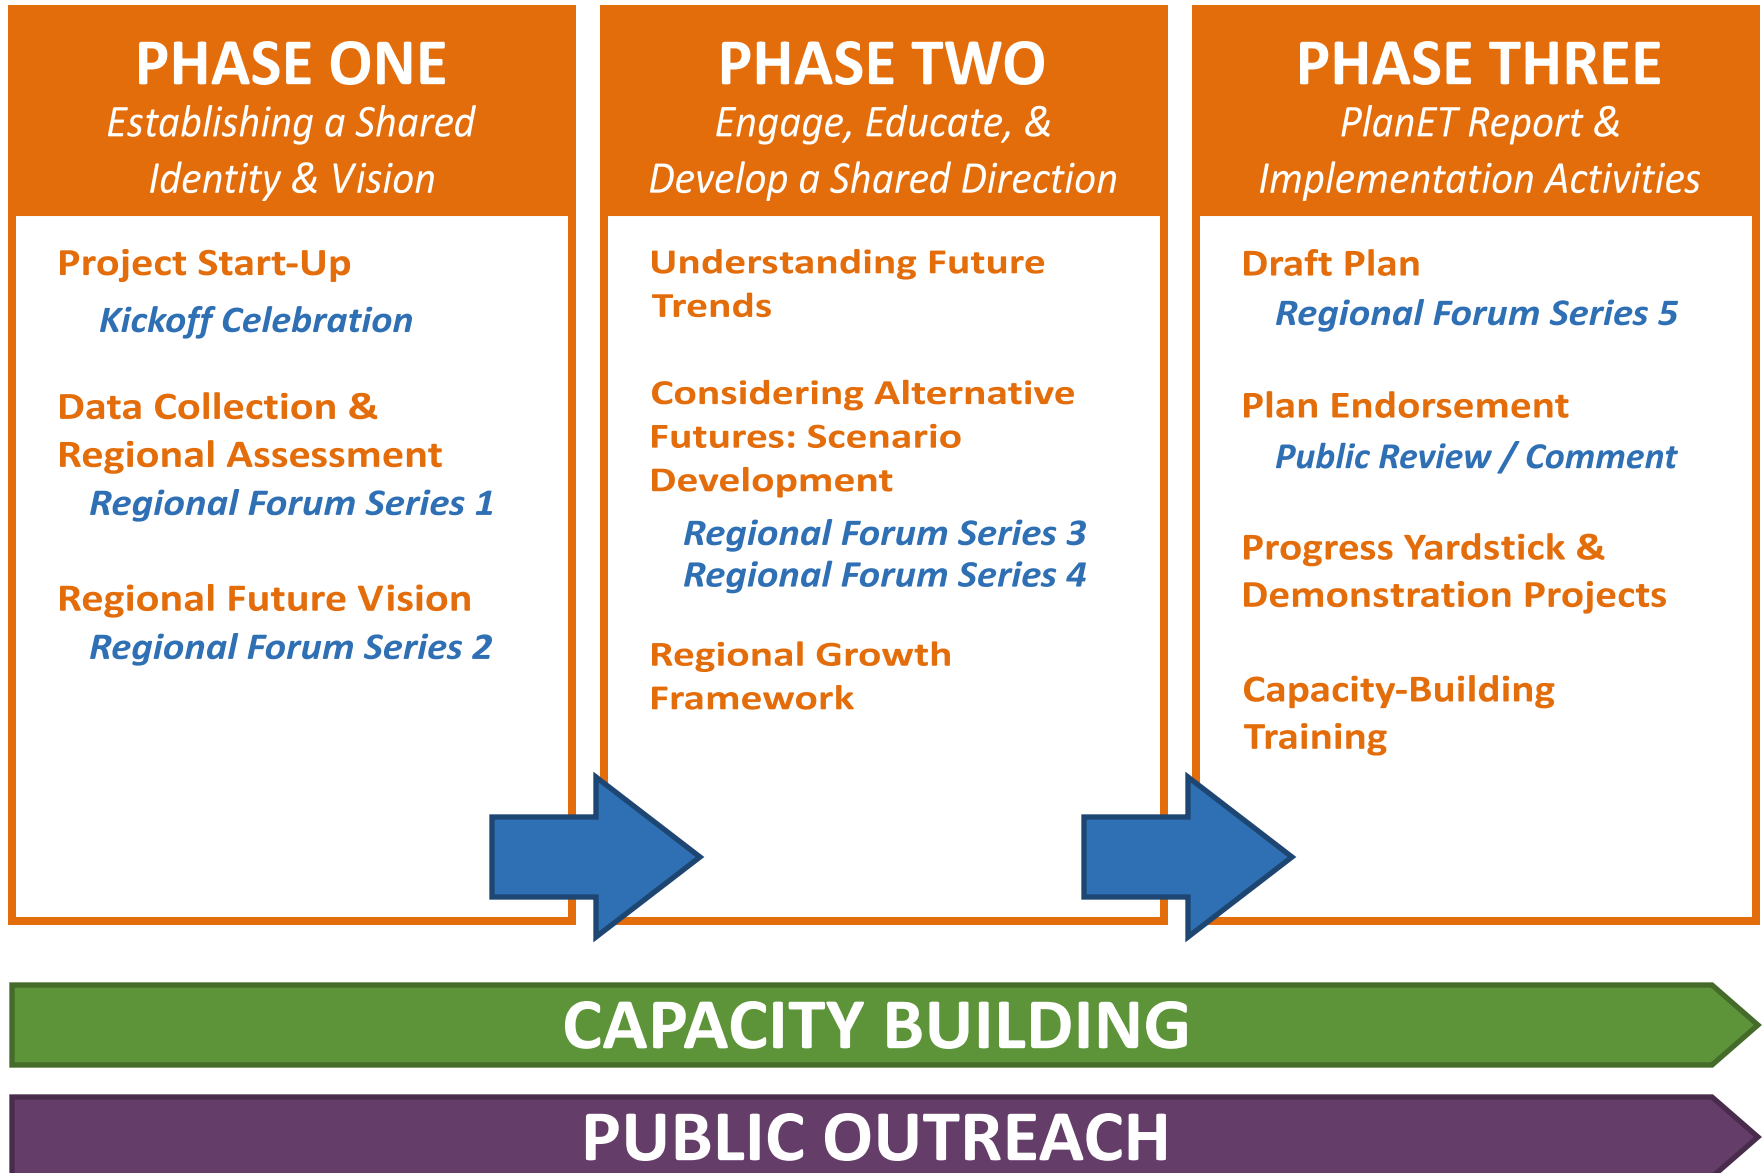 PHASE ONE
Establishing a Shared
Identity & Vision
Project Start-Up
Kickoff Celebration
Data Collection &
Regional Assessment
Regional Forum Series 1
Regional Future Vision
Regional Forum Series 2
PHASE TWO
Engage, Educate, &
Develop a Shared Direction
Understanding Future
Trends
Considering Alternative
Futures: Scenario
Development
Regional Forum Series 3
Regional Forum Series 4
Regional Growth
Framework
PHASE THREE
PlanET Report &
Implementation Activities
Draft Plan
Regional Forum Series 5
Plan Endorsement
Public Review / Comment
Progress Yardstick &
Demonstration Projects
Capacity-Building
Training
CAPACITY BUILDING
PUBLIC OUTREACH